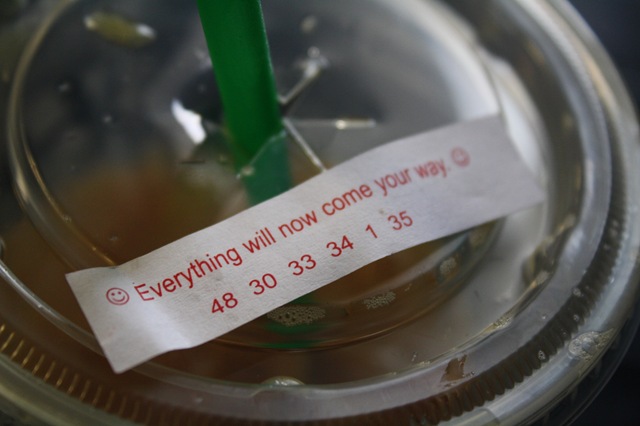 ☺ Everything will now come your way. ☺
48 30 33 34 1 35